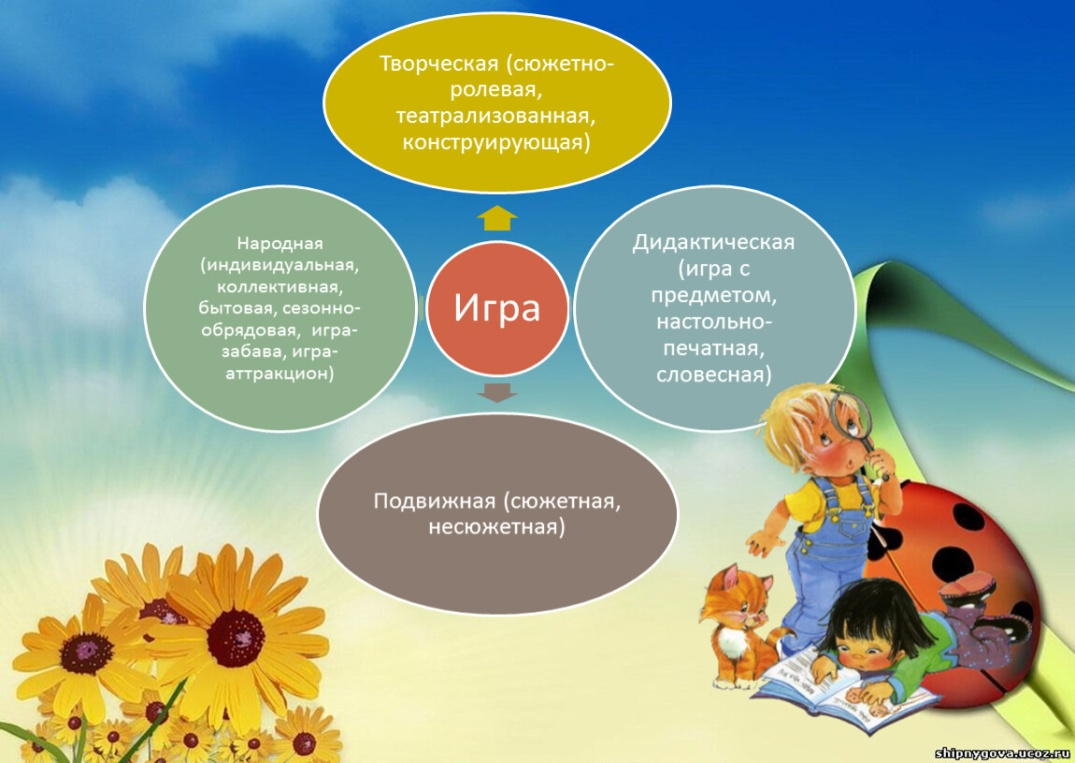 Творческая (сюжетно-
ролевая,
театрализованная,
конструирующая)
Народная
(индивидуальная,
коллективная,
бытовая, сезонно-
обрядовая, игра-
забава, игра-
аттракцион)
Игра
Дидактическая
(игра с
предметом,
настольно-
печатная,
словесная)
Подвижная (сюжетная,
несюжетная)
shipnygova.ucoz.ru